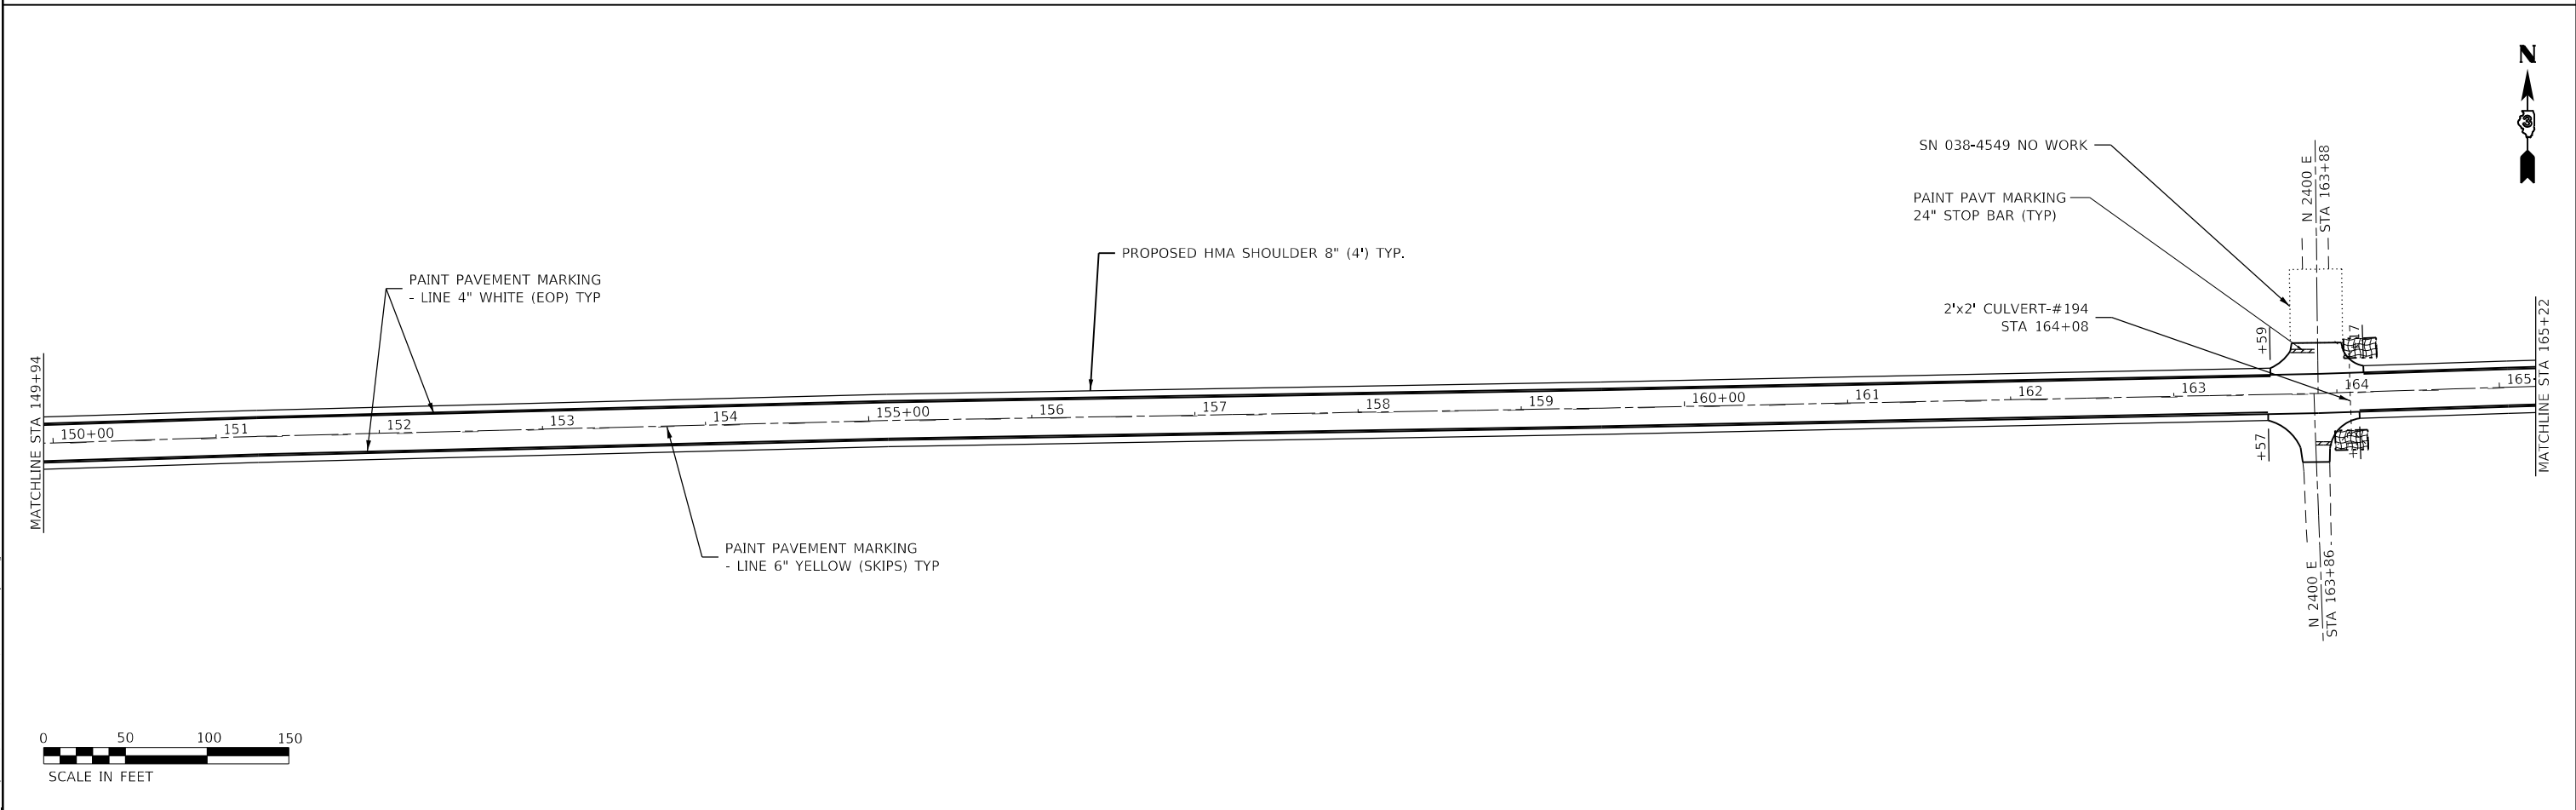 N
3
SN 038-4549 NO WORK
PAINT PAVT MARKING
24" STOP BAR (TYP)
N 2400 E
STA 163+88
PROPOSED HMA SHOULDER 8" (4') TYP.
PAINT PAVEMENT MARKING
- LINE 4" WHITE (EOP) TYP
2'x2' CULVERT-#194
STA 164+08
+59
MATCHLINE STA 149+94
150+00 151 152 153 154 155+00 156 157 158 159 160+00 161 162 163 164 165
MATCHLINE STA 165+22
+57
PAINT PAVEMENT MARKING
- LINE 6" YELLOW (SKIPS) TYP
N 2400 E
STA 163+86
0 50 100 150
SCALE IN FEET